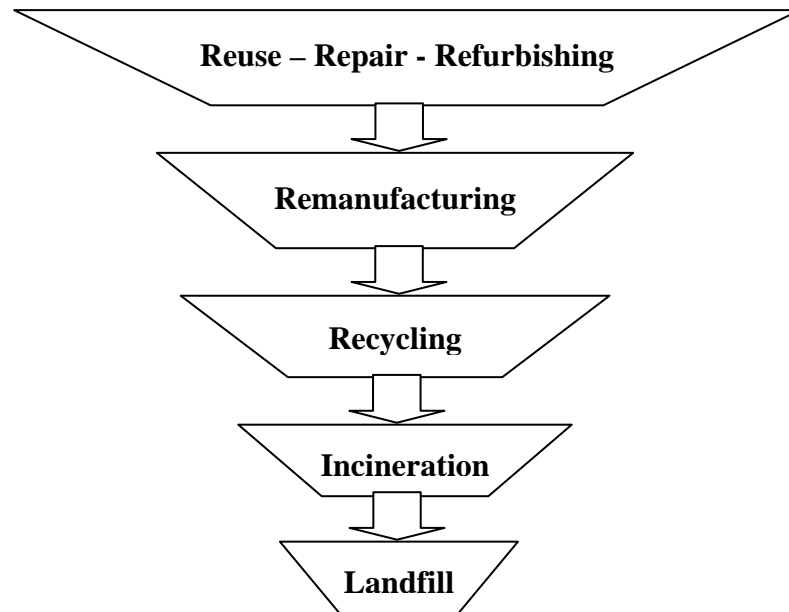 Reuse – Repair - Refurbishing
Remanufacturing
Recycling
Incineration
Landfill